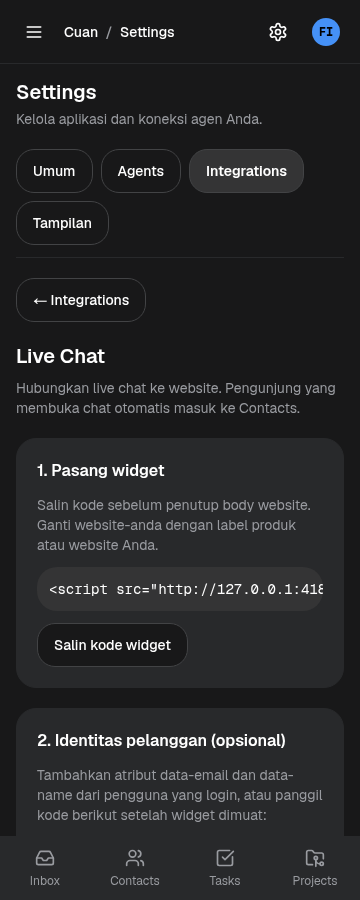 Cuan / Settings
FI
Settings
Kelola aplikasi dan koneksi agen Anda.
Umum
Agents
Integrations
Tampilan
← Integrations
Live Chat
Hubungkan live chat ke website. Pengunjung yang
membuka chat otomatis masuk ke Contacts.
1. Pasang widget
Salin kode sebelum penutup body website.
Ganti website-anda dengan label produk
atau website Anda.
<script src="http://127.0.0.1:418
Salin kode widget
2. Identitas pelanggan (opsional)
Tambahkan atribut data-email dan data-
name dari pengguna yang login, atau panggil
kode berikut setelah widget dimuat:
Inbox
Contacts
Tasks
Projects